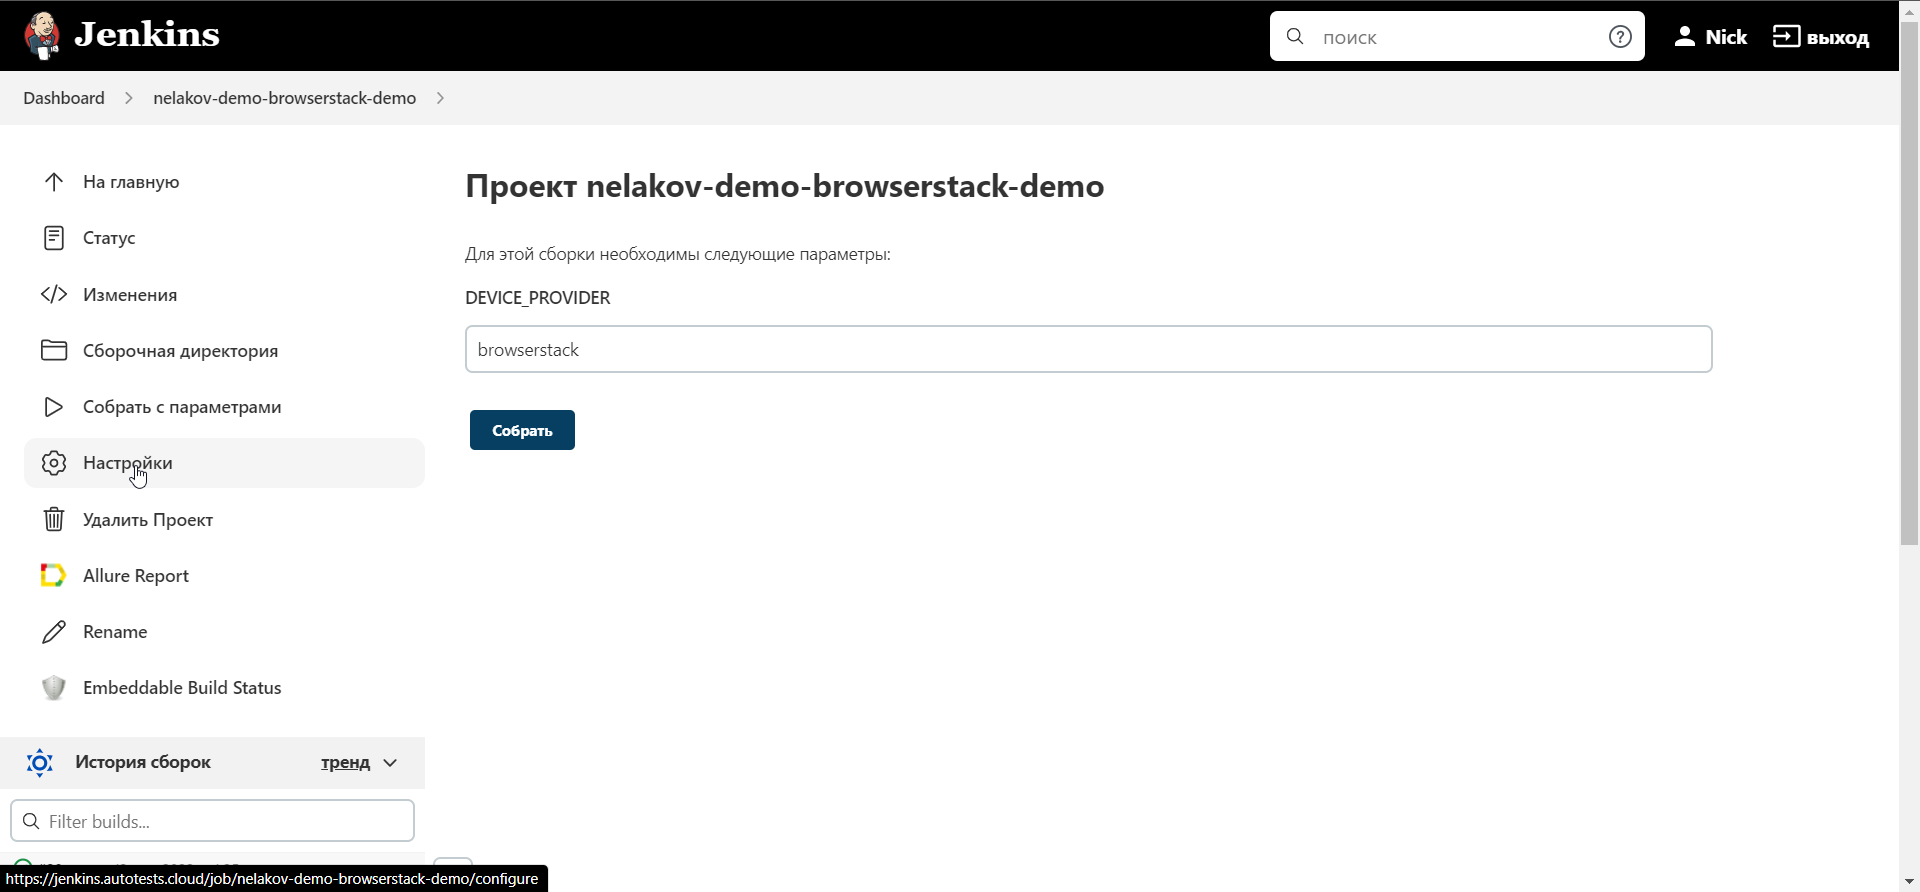 Jenkins
поиск
Nick
выход
Dashboard
nelakov-demo-browserstack-demo
На главную
Статус
Изменения
Сборочная директория
Собрать с параметрами
Настройки
Удалить Проект
Allure Report
Rename
Embeddable Build Status
История сборок
тренд
Filter builds...
Проект nelakov-demo-browserstack-demo
Для этой сборки необходимы следующие параметры:
DEVICE_PROVIDER
browserstack
Собрать
https://jenkins.autotests.cloud/job/nelakov-demo-browserstack-demo/configure